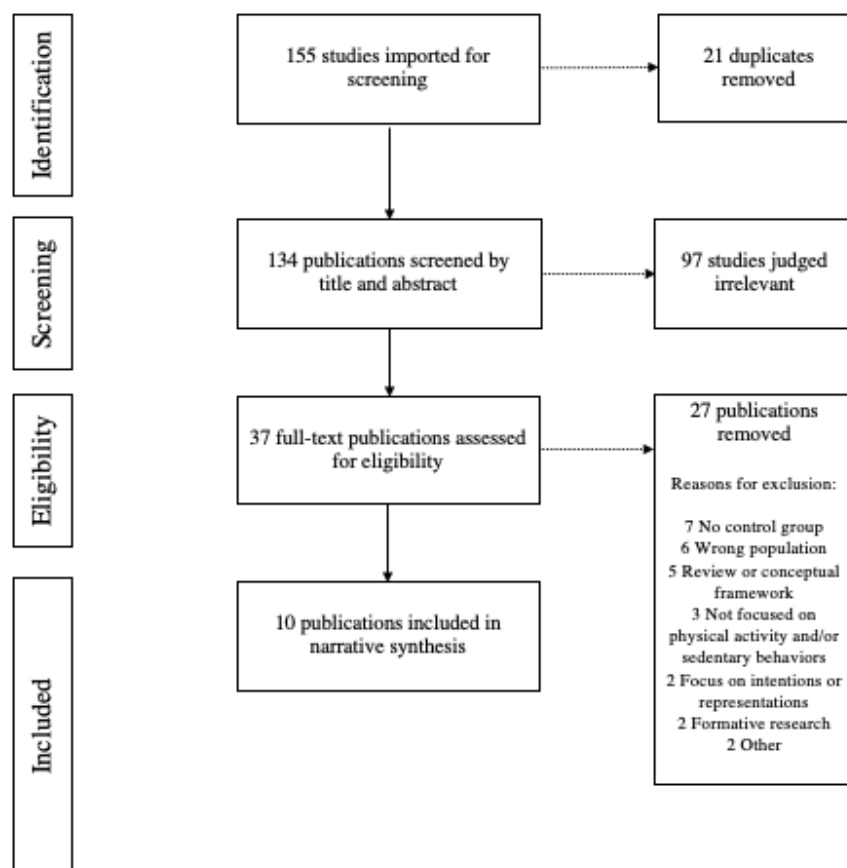 Identification
155 studies imported for
screening
21 duplicates
removed
Screening
134 publications screened by
title and abstract
97 studies judged
irrelevant
Eligibility
37 full-text publications assessed
for eligibility
27 publications
removed
Reasons for exclusion:
7 No control group
6 Wrong population
5 Review or conceptual
framework
3 Not focused on
physical activity and/or
sedentary behaviors
2 Focus on intentions or
representations
2 Formative research
2 Other
Included
10 publications included in
narrative synthesis